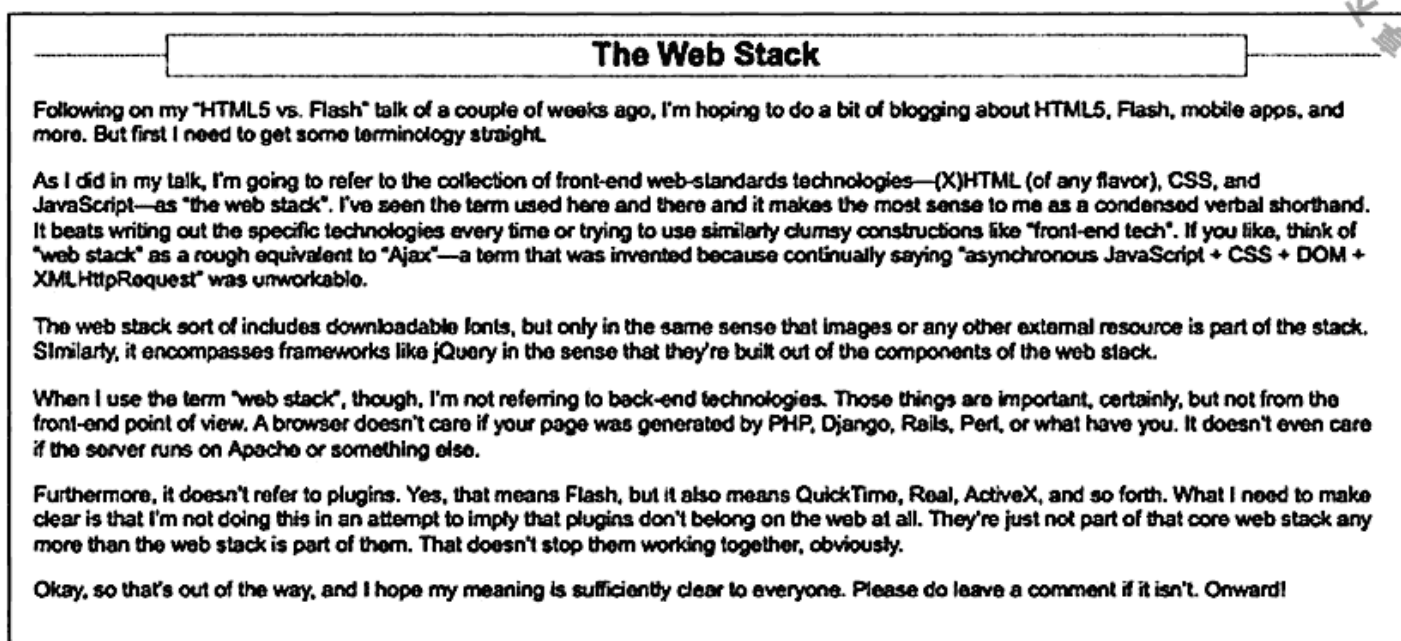 The Web Stack
Following on my "HTML5 vs. Flash" talk of a couple of weeks ago, I'm hoping to do a bit of blogging about HTML5, Flash, mobile apps, and
more. But first I need to get some terminology straight.
As I did in my talk, I'm going to refer to the collection of front-end web-standards technologies—(X)HTML (of any flavor), CSS, and
JavaScript—as "the web stack". I've seen the term used here and there and it makes the most sense to me as a condensed verbal shorthand.
It beats writing out the specific technologies every time or trying to use similarly clumsy constructions like "front-end tech". If you like, think of
"web stack" as a rough equivalent to "Ajax"—a term that was invented because continually saying "asynchronous JavaScript + CSS + DOM +
XMLHttpRequest" was unworkable.
The web stack sort of includes downloadable fonts, but only in the same sense that images or any other external resource is part of the stack.
SImilarly, it encompasses frameworks like jQuery in the sense that they're built out of the components of the web stack.
When I use the term "web stack", though, I'm not referring to back-end technologies. Those things are important, certainly, but not from the
front-end point of view. A browser doesn't care if your page was generated by PHP, Django, Rails, Perl, or what have you. It doesn't even care
if the server runs on Apache or something else.
Furthermore, it doesn't refer to plugins. Yes, that means Flash, but it also means QuickTime, Real, ActiveX, and so forth. What I need to make
clear is that I'm not doing this in an attempt to imply that plugins don't belong on the web at all. They're just not part of that core web stack any
more than the web stack is part of them. That doesn't stop them working together, obviously.
Okay, so that's out of the way, and I hope my meaning is sufficiently clear to everyone. Please do leave a comment if it isn't. Onward!